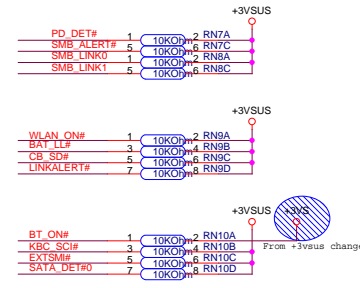 +3VSUS
PD_DET# 1 10KOhm 2 RN7A
SMB_ALERT# 5 10KOhm 6 RN7C
SMB_LINK0 1 10KOhm 2 RN8A
SMB_LINK1 5 10KOhm 6 RN8C
+3VSUS
WLAN_ON# 1 10KOhm 2 RN9A
BAT_LL# 3 10KOhm 4 RN9B
CB_SD# 5 10KOhm 6 RN9C
LINKALERT# 7 10KOhm 8 RN9D
+3VSUS +3VS
BT_ON# 1 10KOhm 2 RN10A
KBC_SCI# 3 10KOhm 4 RN10B
From +3vsus change
EXTSMI# 5 10KOhm 6 RN10C
SATA_DET#0 7 10KOhm 8 RN10D